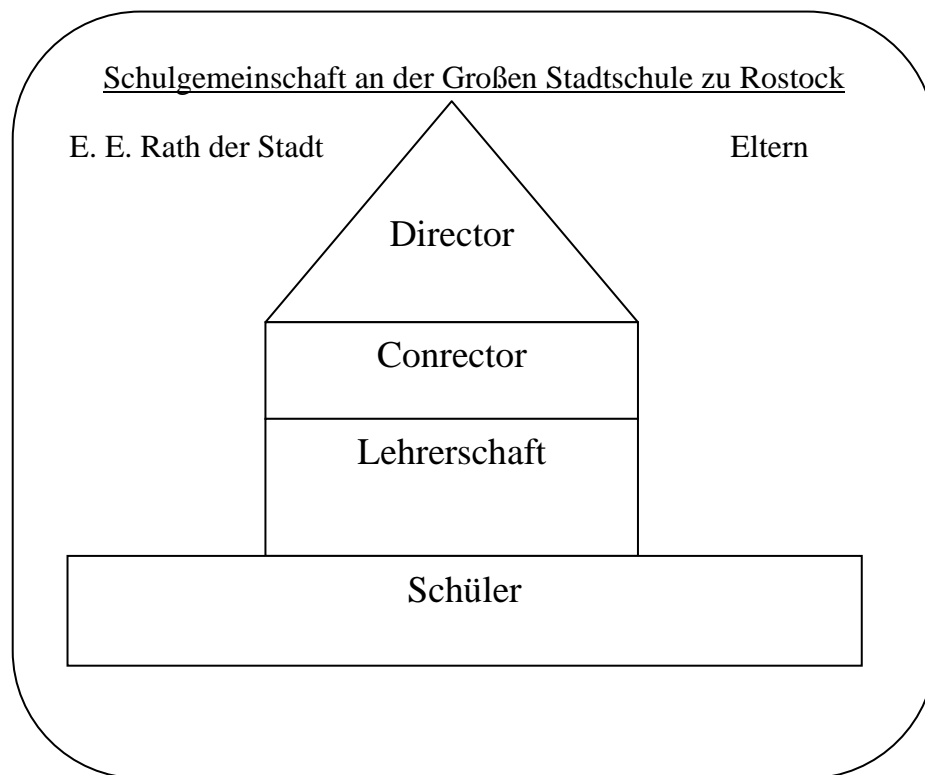 Schulgemeinschaft an der Großen Stadtschule zu Rostock
E. E. Rath der Stadt
Eltern
Director
Conrector
Lehrerschaft
Schüler